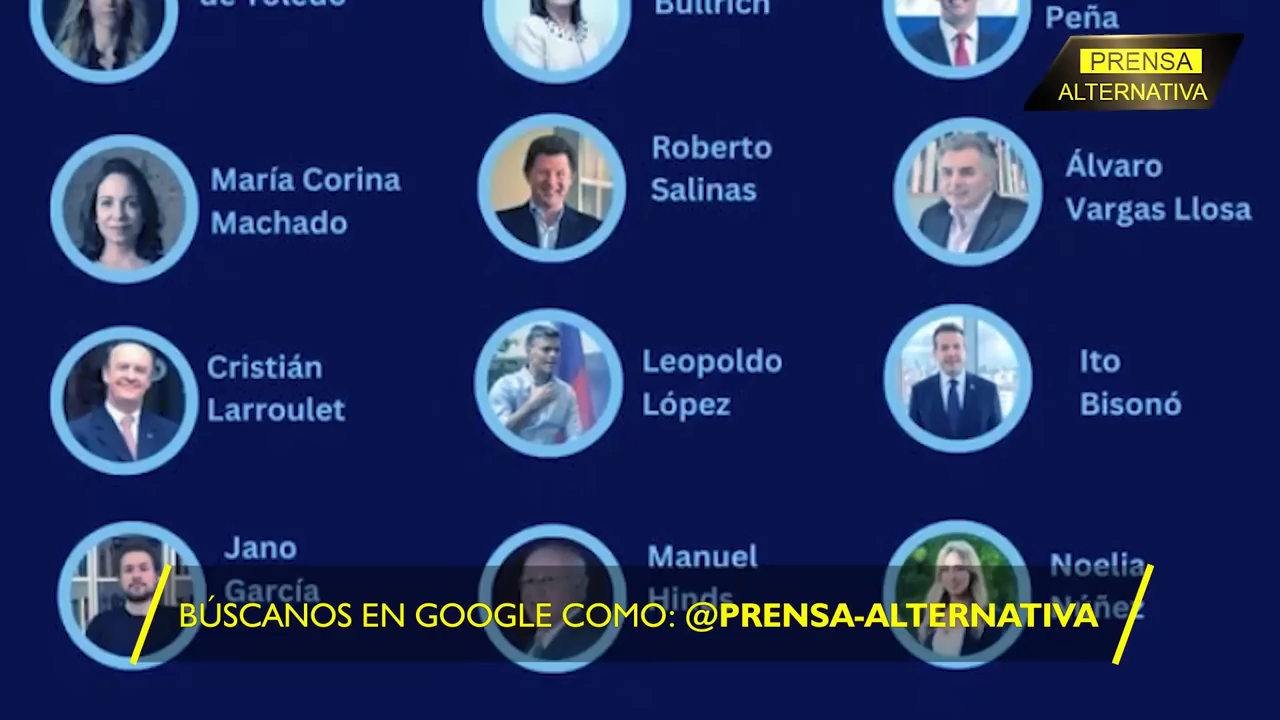 de Toledo
Bullrich
Peña
PRENSA
ALTERNATIVA
María Corina
Machado
Roberto
Salinas
Álvaro
Vargas Llosa
Cristián
Larroulet
Leopoldo
López
Ito
Bisonó
Jano
García
Manuel
Hinds
Noelia
Núñez
BÚSCANOS EN GOOGLE COMO: @PRENSA-ALTERNATIVA